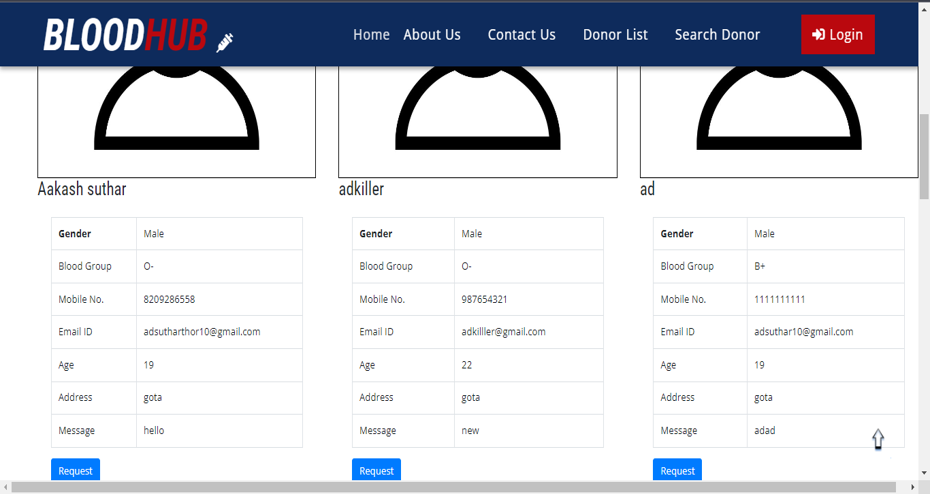 BLOODHUB Home About Us Contact Us Donor List Search Donor Login
Aakash suthar
Gender Male
Blood Group O-
Mobile No. 8209286558
Email ID adsutharthor10@gmail.com
Age 19
Address gota
Message hello
Request
adkiller
Gender Male
Blood Group O-
Mobile No. 987654321
Email ID adkilller@gmail.com
Age 22
Address gota
Message new
Request
ad
Gender Male
Blood Group B+
Mobile No. 1111111111
Email ID adsuthar10@gmail.com
Age 19
Address gota
Message adad
Request